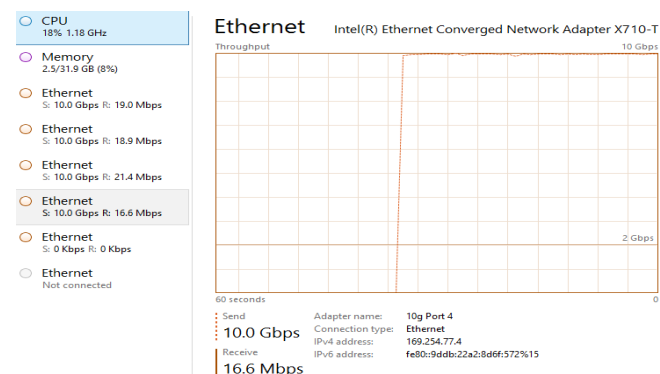 CPU
18% 1.18 GHz
Memory
2.5/31.9 GB (8%)
Ethernet
S: 10.0 Gbps R: 19.0 Mbps
Ethernet
S: 10.0 Gbps R: 18.9 Mbps
Ethernet
S: 10.0 Gbps R: 21.4 Mbps
Ethernet
S: 10.0 Gbps R: 16.6 Mbps
Ethernet
S: 0 Kbps R: 0 Kbps
Ethernet
Not connected
Ethernet Intel(R) Ethernet Converged Network Adapter X710-T
Throughput 10 Gbps
2 Gbps
60 seconds 0
Send
10.0 Gbps
Receive
16.6 Mbps
Adapter name: 10g Port 4
Connection type: Ethernet
IPv4 address: 169.254.77.4
IPv6 address: fe80::9ddb:22a2:8d6f:572%15